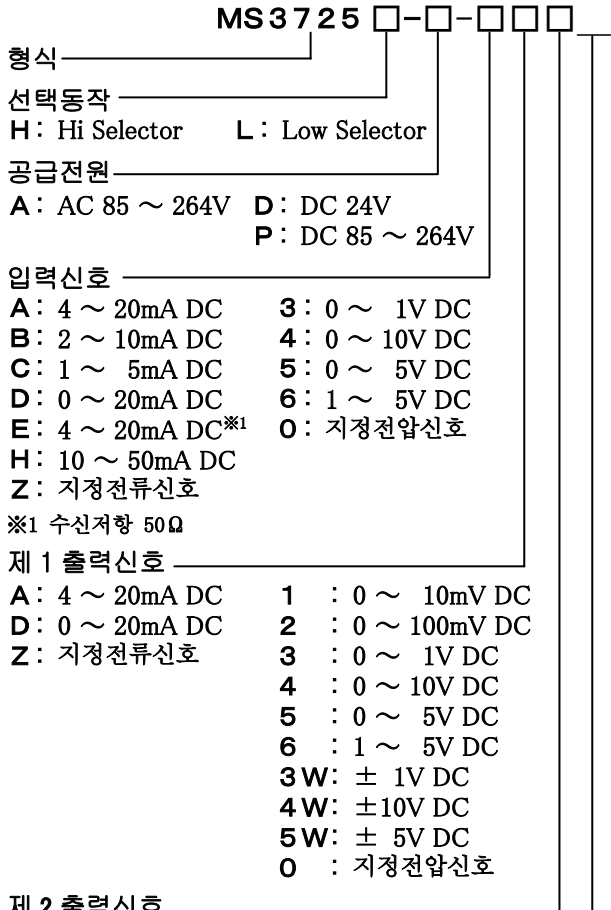 MS3725 □-□-□□□
형식
선택동작
H: Hi Selector L: Low Selector
공급전원
A: AC 85 ～ 264V D: DC 24V
P: DC 85 ～ 264V
입력신호
A: 4 ～ 20mA DC 3: 0 ～ 1V DC
B: 2 ～ 10mA DC 4: 0 ～ 10V DC
C: 1 ～ 5mA DC 5: 0 ～ 5V DC
D: 0 ～ 20mA DC 6: 1 ～ 5V DC
E: 4 ～ 20mA DC※1 0: 지정전압신호
H: 10 ～ 50mA DC
Z: 지정전류신호
※1 수신저항 50Ω
제 1 출력신호
A: 4 ～ 20mA DC 1 : 0 ～ 10mV DC
D: 0 ～ 20mA DC 2 : 0 ～ 100mV DC
Z: 지정전류신호 3 : 0 ～ 1V DC
4 : 0 ～ 10V DC
5 : 0 ～ 5V DC
6 : 1 ～ 5V DC
3W: ± 1V DC
4W: ±10V DC
5W: ± 5V DC
0 : 지정전압신호
제 2 출력신호